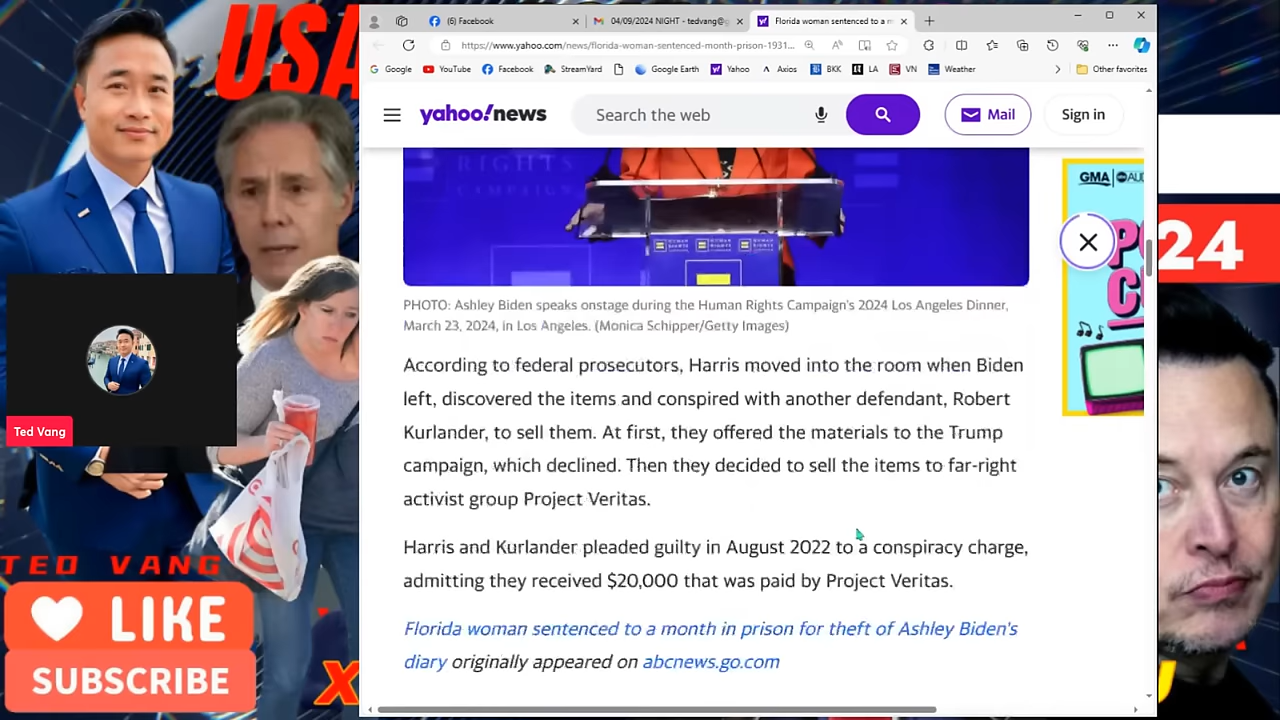 USA
(6) Facebook
04/09/2024 NIGHT - tedvang@g
Florida woman sentenced to a m
https://www.yahoo.com/news/florida-woman-sentenced-month-prison-1931...
Google
YouTube
Facebook
StreamYard
Google Earth
Yahoo
Axios
BKK
LA
VN
Weather
Other favorites
yahoo!news
Search the web
Mail
Sign in
RIGHTS
CAMPAIGN
HUMAN RIGHTS
HUMAN RIGHTS
HUMAN RIGHTS
GMA
24
PHOTO: Ashley Biden speaks onstage during the Human Rights Campaign's 2024 Los Angeles Dinner,
March 23, 2024, in Los Angeles. (Monica Schipper/Getty Images)
According to federal prosecutors, Harris moved into the room when Biden
left, discovered the items and conspired with another defendant, Robert
Kurlander, to sell them. At first, they offered the materials to the Trump
campaign, which declined. Then they decided to sell the items to far-right
activist group Project Veritas.
Harris and Kurlander pleaded guilty in August 2022 to a conspiracy charge,
admitting they received $20,000 that was paid by Project Veritas.
Florida woman sentenced to a month in prison for theft of Ashley Biden's
diary originally appeared on abcnews.go.com
Ted Vang
TED VANG
LIKE
SUBSCRIBE
X